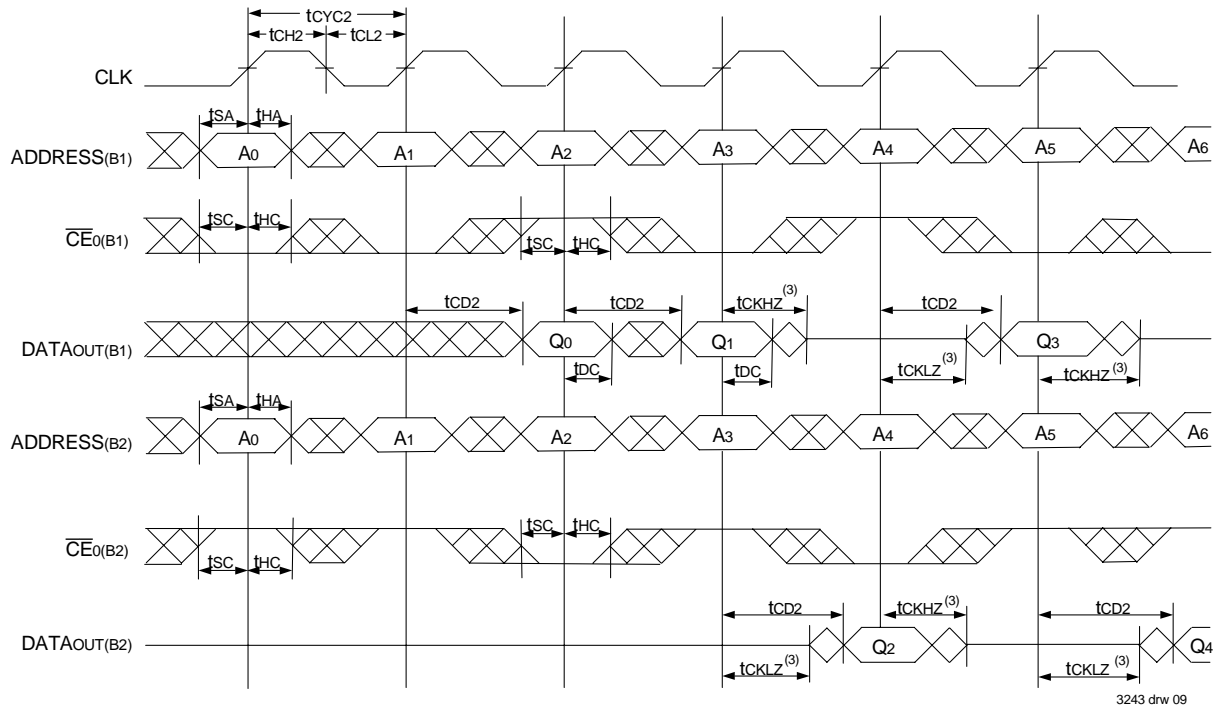 tCYC2
tCH2 tCL2
CLK
tSA tHA
ADDRESS(B1) A0 A1 A2 A3 A4 A5 A6
tSC tHC
CE0(B1)
tSC tHC
tCD2 tCD2 tCKHZ(3) tCD2
DATAOUT(B1) Q0 Q1 Q3
tDC tDC tCKLZ(3) tCKHZ(3)
tSA tHA
ADDRESS(B2) A0 A1 A2 A3 A4 A5 A6
tSC tHC
CE0(B2)
tSC tHC
tCD2 tCKHZ(3) tCD2
DATAOUT(B2) Q2 Q4
tCKLZ(3) tCKLZ(3)
3243 drw 09